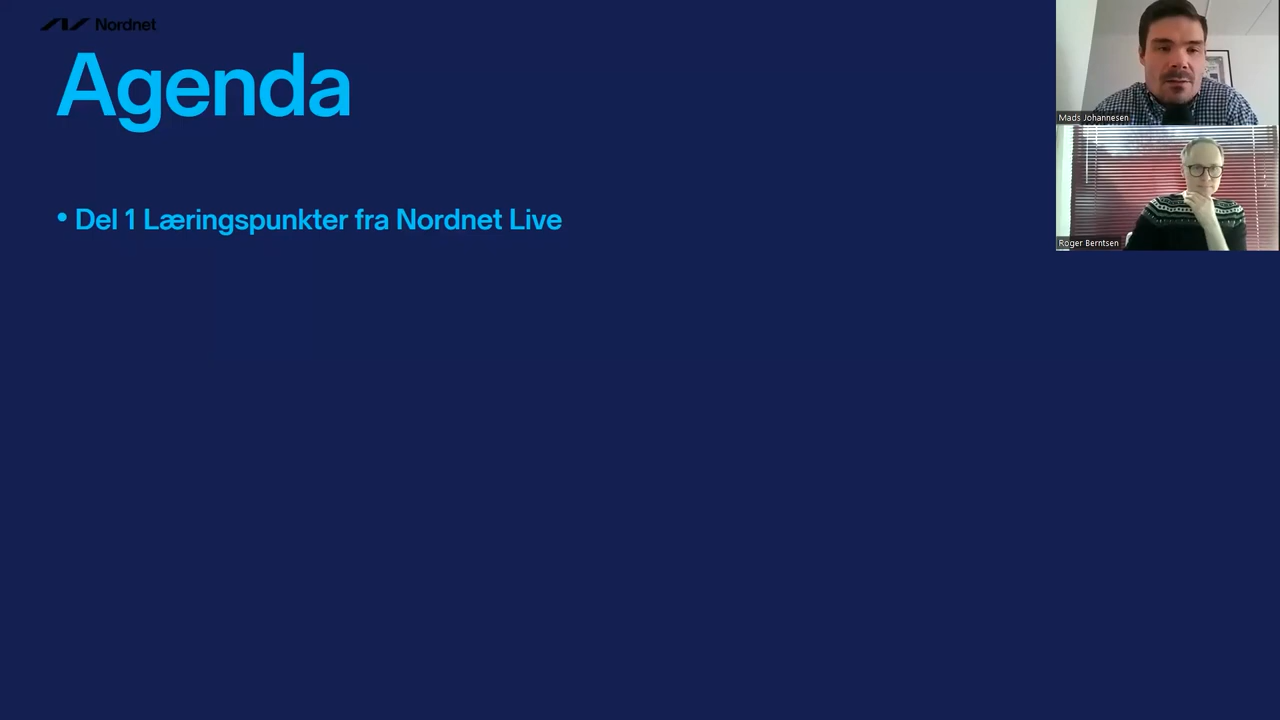 Nordnet
Agenda
• Del 1 Læringspunkter fra Nordnet Live
Mads Johannesen
Roger Berntsen